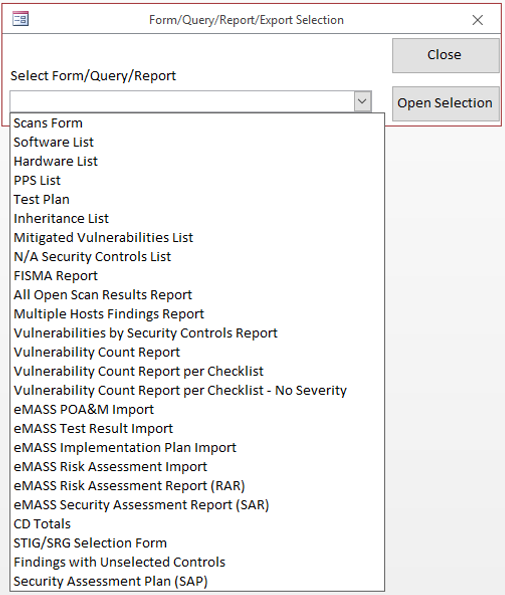 Form/Query/Report/Export Selection
Close
Select Form/Query/Report
Open Selection
Scans Form
Software List
Hardware List
PPS List
Test Plan
Inheritance List
Mitigated Vulnerabilities List
N/A Security Controls List
FISMA Report
All Open Scan Results Report
Multiple Hosts Findings Report
Vulnerabilities by Security Controls Report
Vulnerability Count Report
Vulnerability Count Report per Checklist
Vulnerability Count Report per Checklist - No Severity
eMASS POA&M Import
eMASS Test Result Import
eMASS Implementation Plan Import
eMASS Risk Assessment Import
eMASS Risk Assessment Report (RAR)
eMASS Security Assessment Report (SAR)
CD Totals
STIG/SRG Selection Form
Findings with Unselected Controls
Security Assessment Plan (SAP)